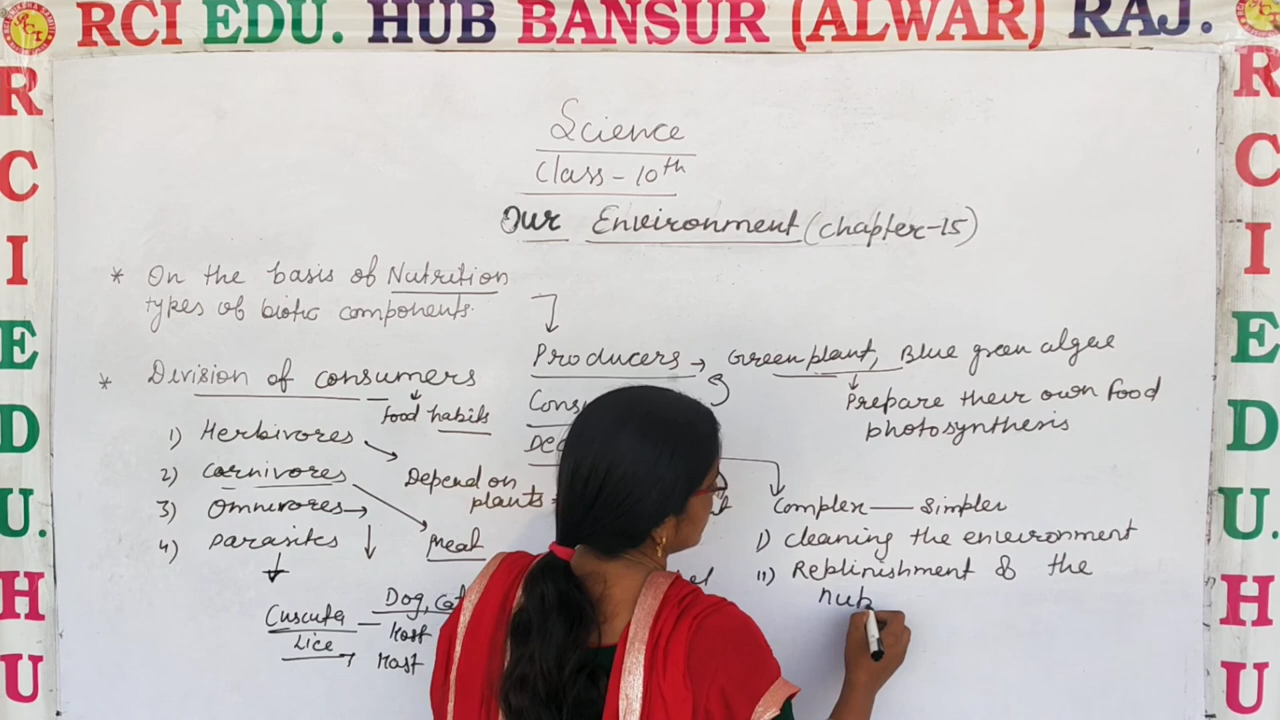 RCI EDU. HUB BANSUR (ALWAR) RAJ.
R
C
I
E
D
U.
H
U
Science
Class - 10th
Our Environment (chapter-15)
* On the basis of Nutrition
types of biotic components.
Producers → Green plant, Blue green algae
Prepare their own food
photosynthesis
* Division of consumers
food habits
1) Herbivores
2) Carnivores
3) Omnivores →
4) parasites
Depend on
plants
Meat
Dog, Cat
Cuscuta
Lice
Host
Complex — Simpler
i) cleaning the environment
ii) Replinishment of the
R
C
I
E
D
U.
H
U